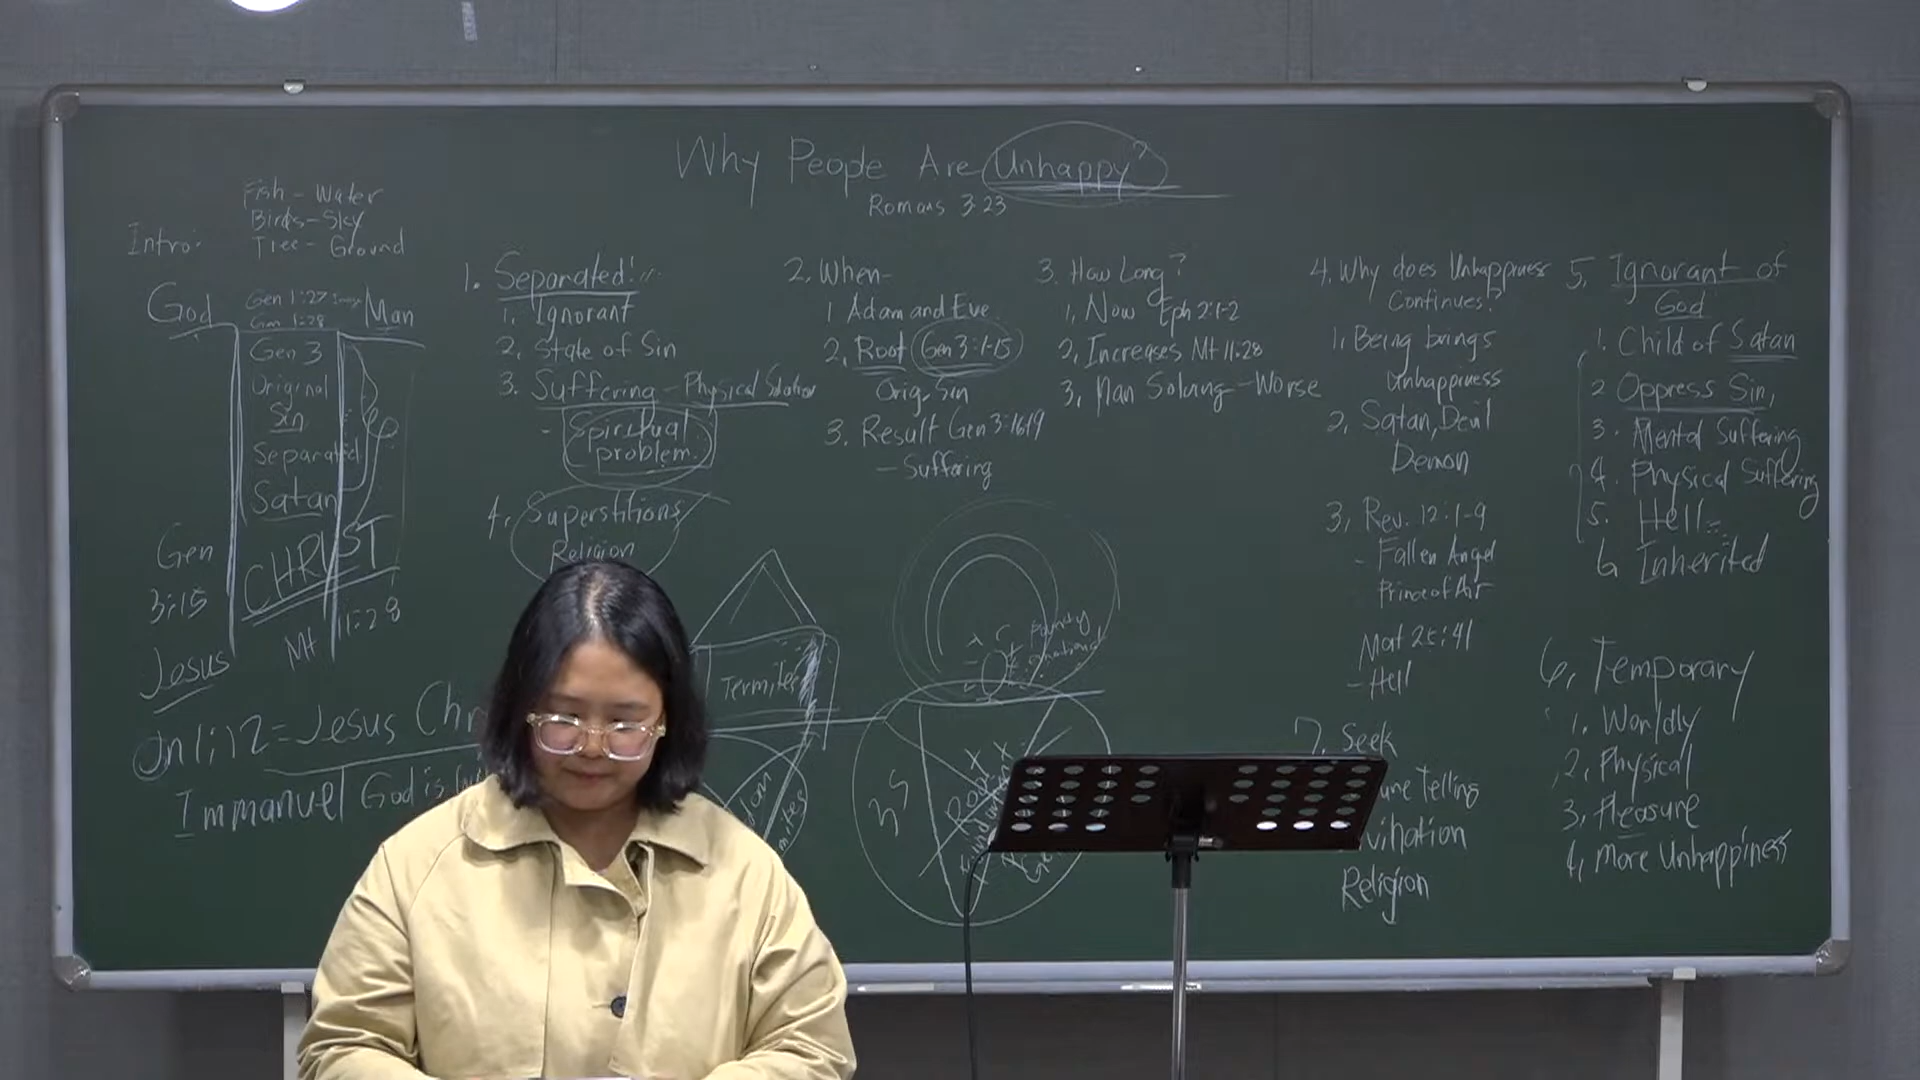 Why People Are Unhappy?
Romans 3:23
Intro:
Fish - Water
Birds - Sky
Tree - Ground
God
Gen 1:27 Image
Gen 1:28
Man
Gen 3
Original
Sin
Separated
Satan
CHRIST
Gen
3:15
Jesus
Mt 11:28
Jn 1:12 = Jesus Chr
Immanuel God is
1. Separated!
1. Ignorant
2. State of Sin
3. Suffering - Physical Solution
- Spiritual
problem
4. Superstitions
Religion
Termites
2. When-
1 Adam and Eve
2. Root Gen 3:1-15
Orig. Sin
3. Result Gen 3:16-19
- Suffering
3. How Long?
1, Now Eph 2:1-2
2, Increases Mt 11:28
3, Man Solving - Worse
Family
Root
4. Why does Unhappiness
Continues?
1. Being brings
Unhappiness
2, Satan, Devil
Demon
3, Rev. 12:1-9
- Fallen Angel
Prince of Air
Mat 25:41
- Hell
5. Ignorant of
God
1. Child of Satan
2 Oppress Sin,
3. Mental Suffering
4. Physical Suffering
5. Hell
6. Inherited
6, Temporary
1. Worldly
2, Physical
3, Pleasure
4, More Unhappiness
7. Seek
une telling
vination
Religion